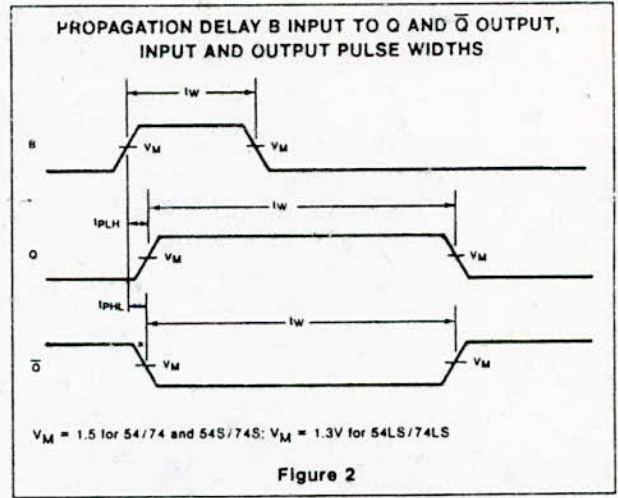 PROPAGATION DELAY B INPUT TO Q AND Q̅ OUTPUT,
INPUT AND OUTPUT PULSE WIDTHS
tW
B
VM
VM
tPLH
tW
Q
VM
VM
tPHL
tW
Q̅
VM
VM
VM = 1.5 for 54/74 and 54S/74S; VM = 1.3V for 54LS/74LS
Figure 2